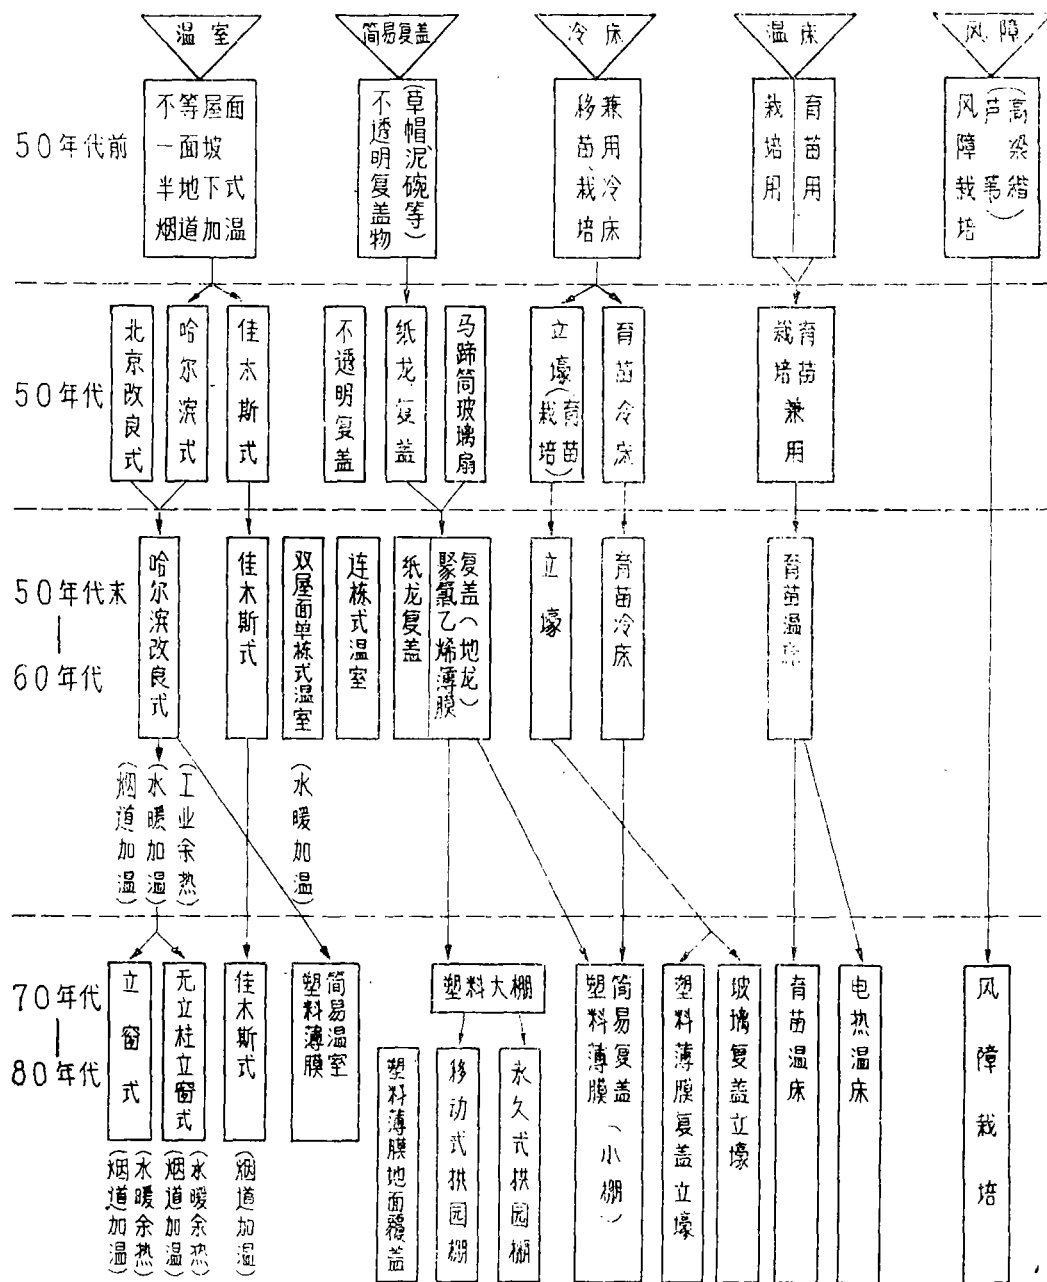 温室
简易复盖
冷床
温床
风障
50年代前
不等屋面
一面坡
半地下式
烟道加温
不透明复盖物
(草帽、泥碗等)
移苗、栽培
兼用冷床
栽培用
育苗用
风障栽培
(高粱稭
芦苇)
50年代
北京改良式
哈尔滨式
佳木斯式
不透明复盖
纸龙复盖
马蹄筒玻璃扇
立壕(育苗
栽培)
育苗冷床
育苗
栽培
兼用
50年代末
|
60年代
哈尔滨改良式
佳木斯式
双屋面单栋式温室
连栋式温室
纸龙复盖
聚氯乙烯薄膜
复盖(地龙)
立壕
育苗冷床
育苗温床
(烟道加温)
(水暖加温)
(工业余热)
(水暖加温)
70年代
|
80年代
立窗式
无立柱立窗式
佳木斯式
塑料薄膜
简易温室
塑料大棚
塑料薄膜地面覆盖
移动式拱园棚
永久式拱园棚
塑料薄膜
简易复盖(小棚)
塑料薄膜复盖立壕
玻璃复盖立壕
育苗温床
电热温床
风障栽培
(烟道加温)
(水暖余热)
(烟道加温)
(水暖余热)
(烟道加温)